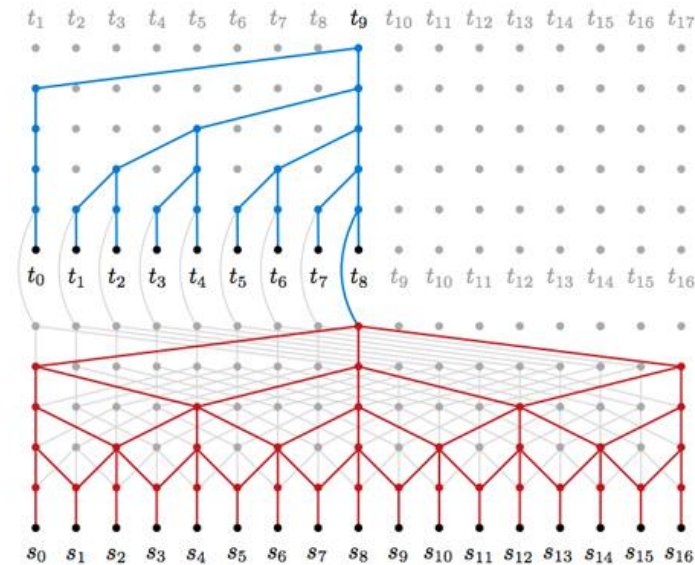 t₁ t₂ t₃ t₄ t₅ t₆ t₇ t₈ t₉ t₁₀ t₁₁ t₁₂ t₁₃ t₁₄ t₁₅ t₁₆ t₁₇
t₀ t₁ t₂ t₃ t₄ t₅ t₆ t₇ t₈ t₉ t₁₀ t₁₁ t₁₂ t₁₃ t₁₄ t₁₅ t₁₆
s₀ s₁ s₂ s₃ s₄ s₅ s₆ s₇ s₈ s₉ s₁₀ s₁₁ s₁₂ s₁₃ s₁₄ s₁₅ s₁₆